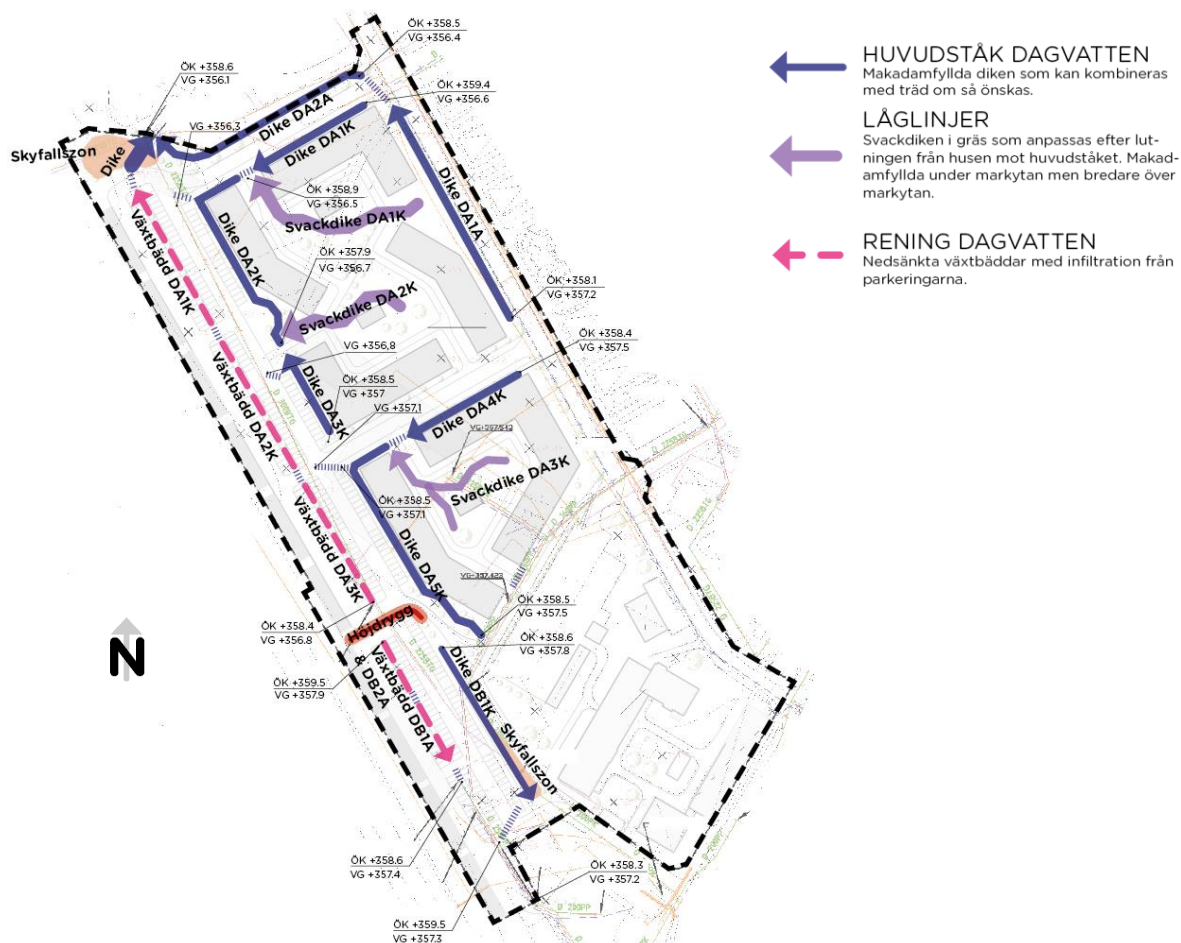 ÖK +358.5
VG +356.4
ÖK +358.6
VG +356.1
ÖK +359.4
VG +356.6
VG +356,3
Dike DA2A
Dike DA1K
Skyfallszon
Dike
ÖK +358.9
VG +356.5
Dike DA1A
Svackdike DA1K
Växtbädd DA1K
Dike DA2K
ÖK +357.9
VG +356.7
Svackdike DA2K
ÖK +358.1
VG +357.2
VG +356,8
ÖK +358.4
VG +357.5
ÖK +358.5
VG +357
VG +357.1
Växtbädd DA2K
Dike DA3K
Dike DA4K
Svackdike DA3K
ÖK +358.5
VG +357.1
Växtbädd DA3K
Dike DA5K
ÖK +358.4
VG +356.8
Höjdrygg
ÖK +358.5
VG +357.5
ÖK +358.6
VG +357.8
N
ÖK +359.5
VG +357.9
Växtbädd DB1A
& DB2A
Dike DB1K
Skyfallszon
ÖK +358.6
VG +357.4
ÖK +358.3
VG +357.2
ÖK +359.5
VG +357.3
HUVUDSTÅK DAGVATTEN
Makadamfyllda diken som kan kombineras
med träd om så önskas.
LÅGLINJER
Svackdiken i gräs som anpassas efter lut-
ningen från husen mot huvudståket. Makad-
amfyllda under markytan men bredare över
markytan.
RENING DAGVATTEN
Nedsänkta växtbäddar med infiltration från
parkeringarna.